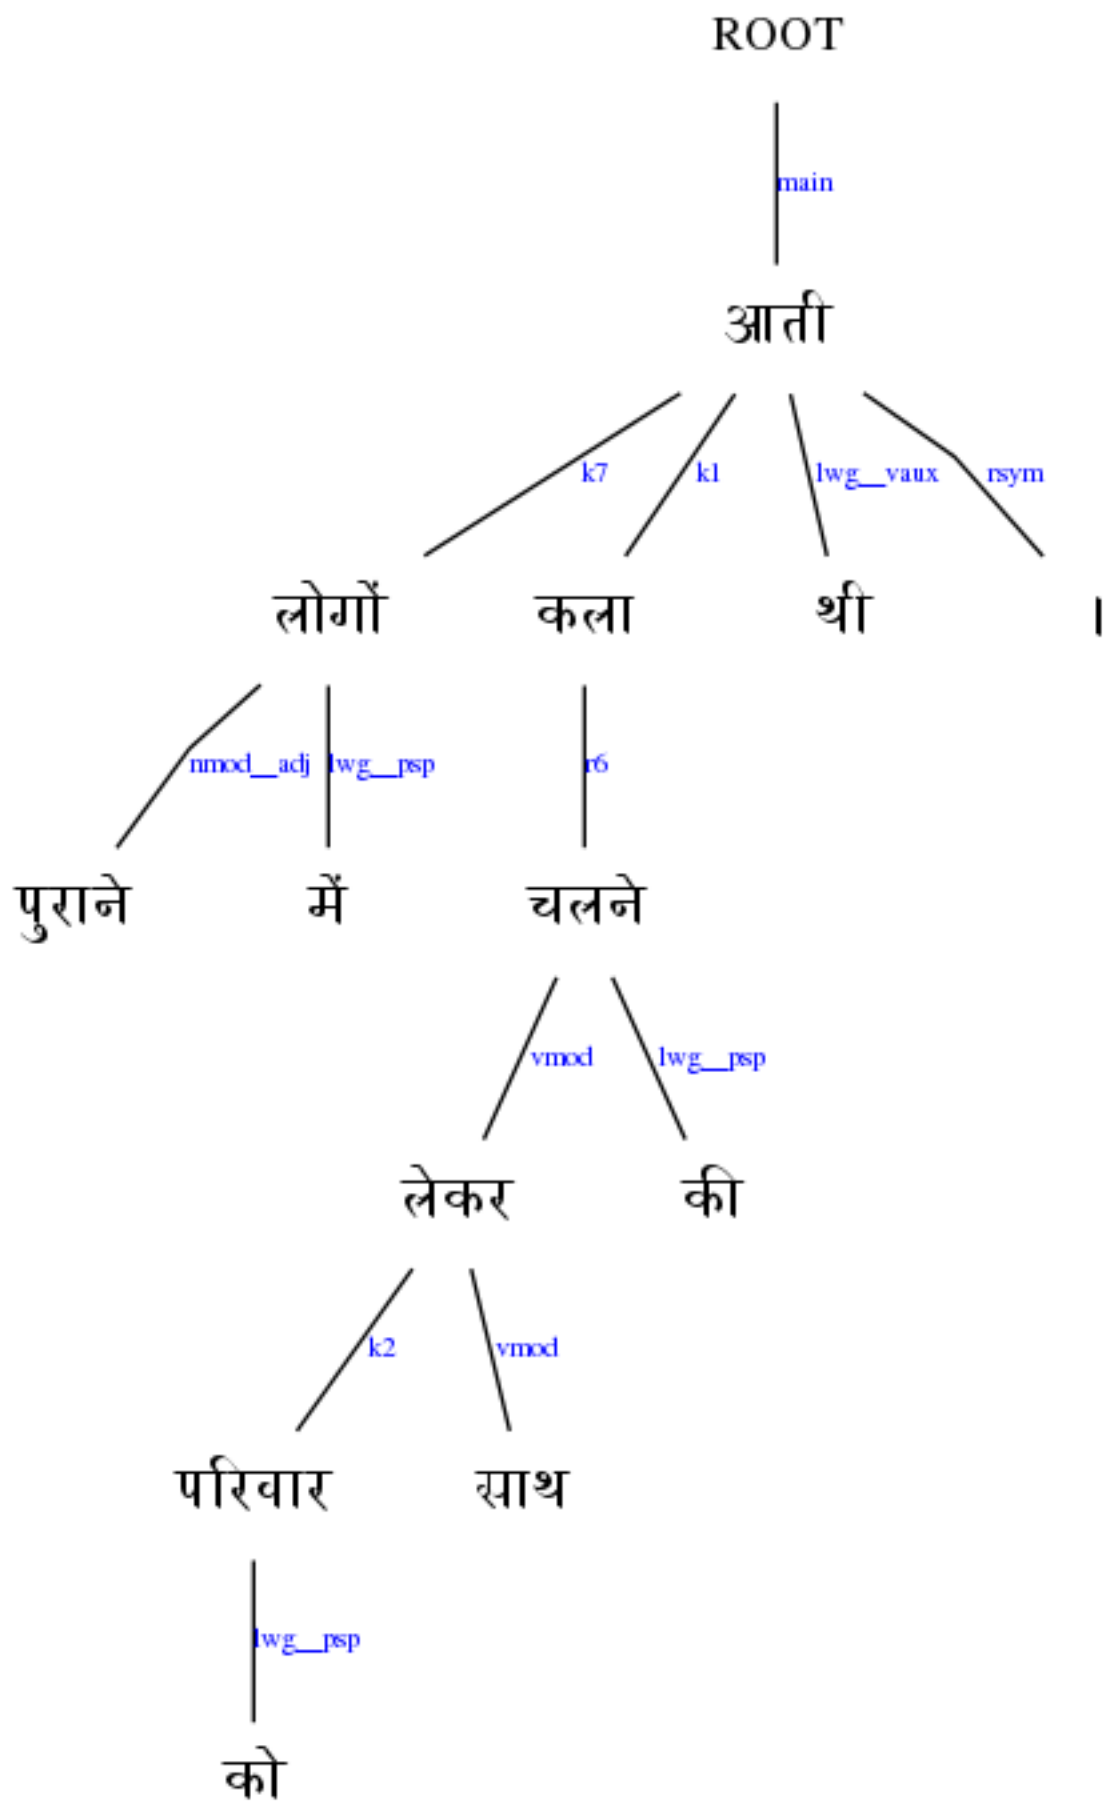 ROOT
main
आती
k7 k1 lwg__vaux rsym
लोगों कला थी ।
nmod__adj lwg__psp r6
पुराने में चलने
vmod lwg__psp
लेकर की
k2 vmod
परिवार साथ
lwg__psp
को